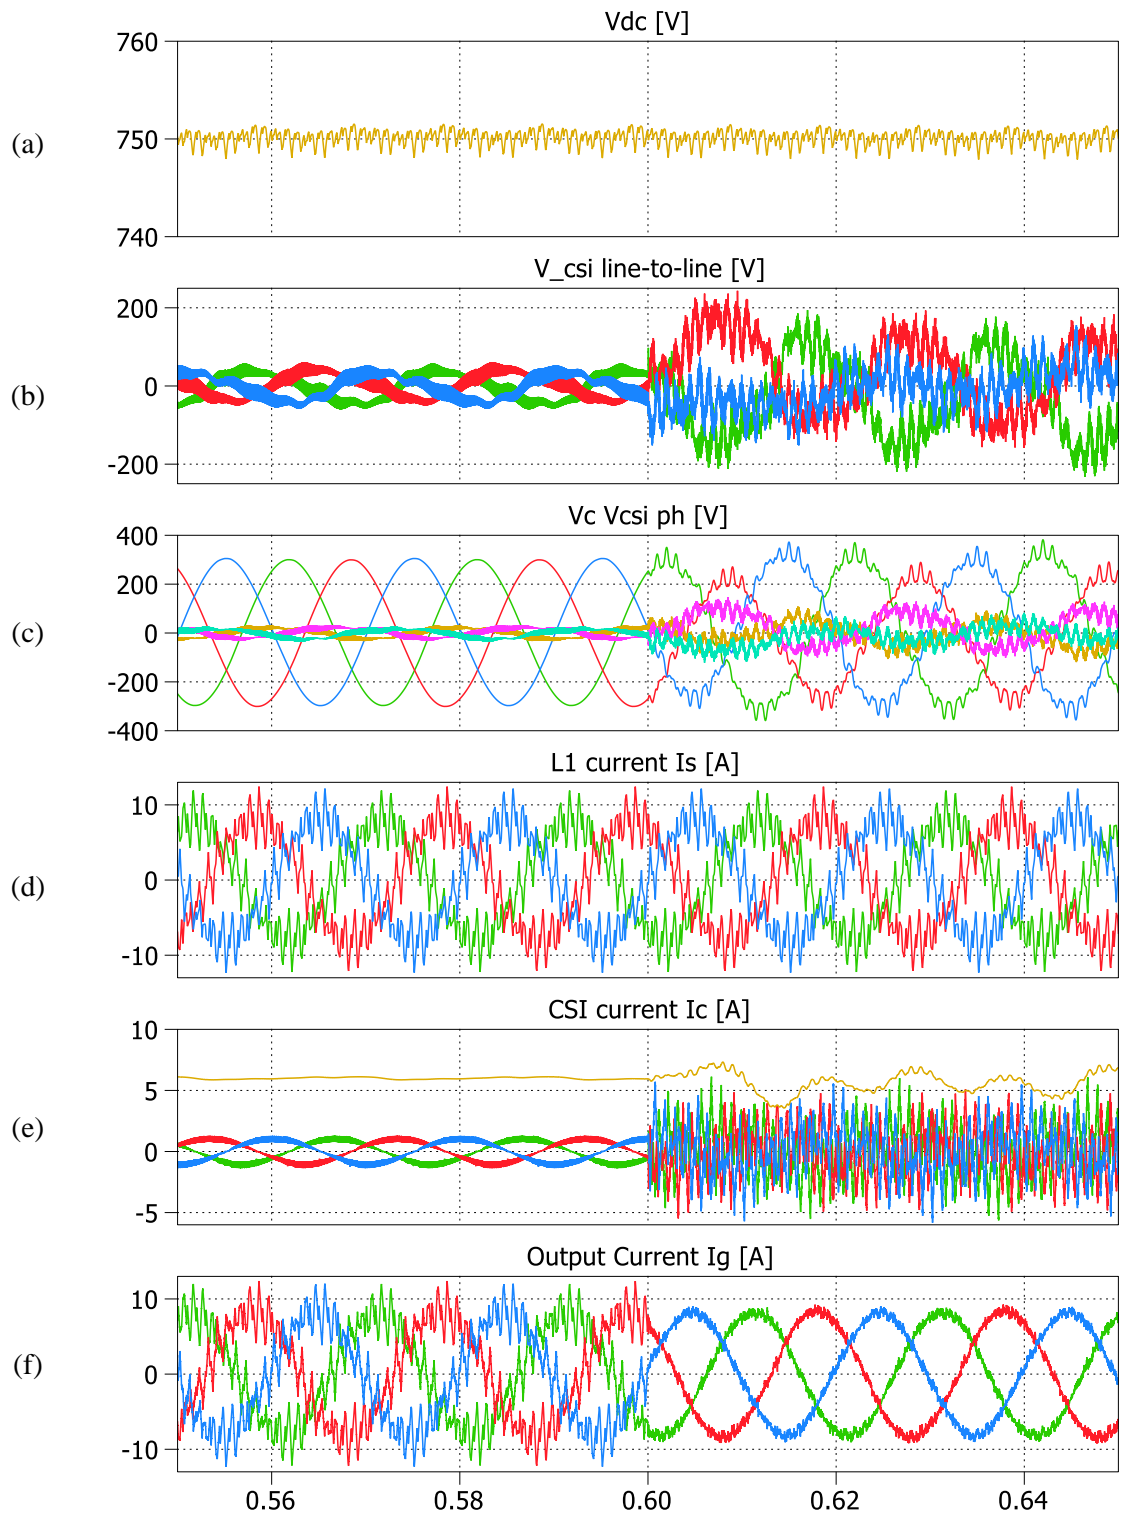 Vdc [V]
760
(a)
750
740
V_csi line-to-line [V]
200
0
(b)
-200
Vc Vcsi ph [V]
400
200
(c)
0
-200
-400
L1 current Is [A]
10
0
(d)
-10
CSI current Ic [A]
10
5
(e)
0
-5
Output Current Ig [A]
10
(f)
0
-10
0.56 0.58 0.60 0.62 0.64